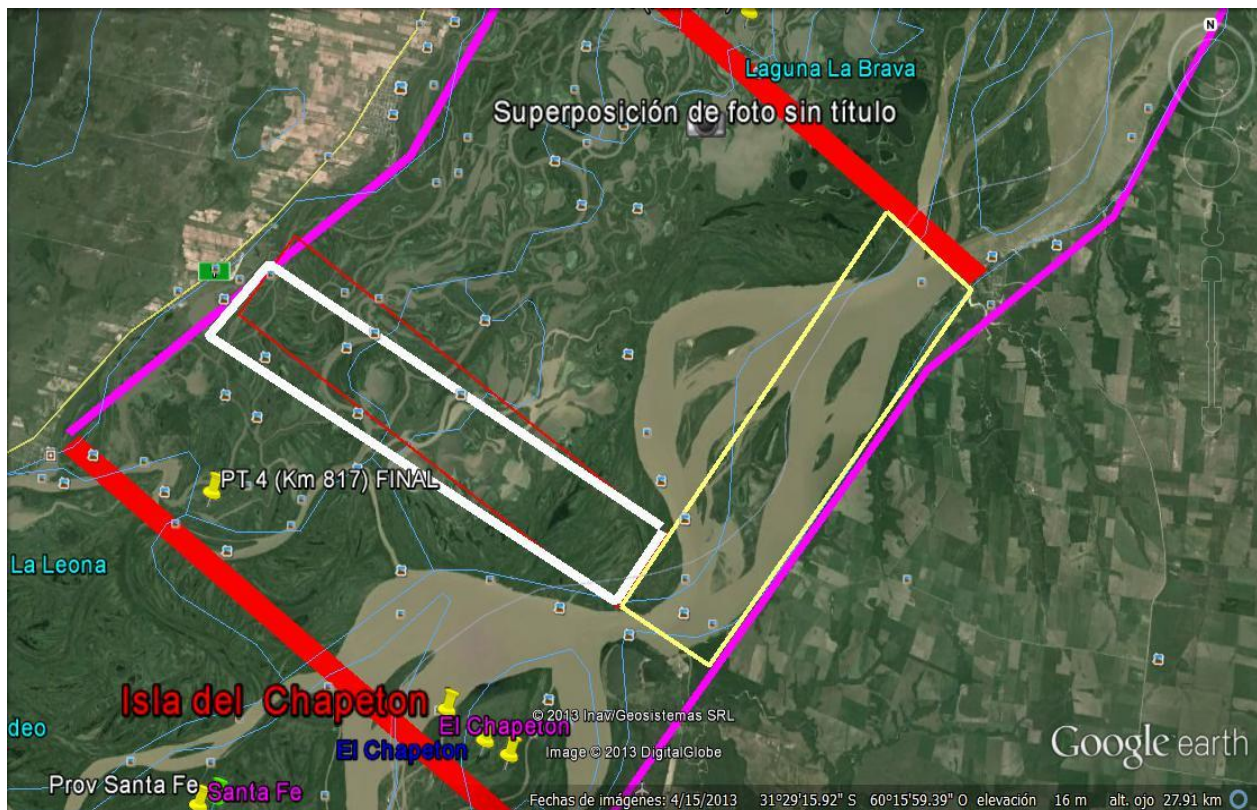 N
Laguna La Brava
Superposición de foto sin título
PT 4 (Km 817) FINAL
La Leona
Isla del Chapeton
El Chapeton
El Chapeton
deo
© 2013 Inav/Geosistemas SRL
Image © 2013 DigitalGlobe
Google earth
Prov Santa Fe
Santa Fe
Fechas de imágenes: 4/15/2013 31°29'15.92" S 60°15'59.39" O elevación 16 m alt. ojo 27.91 km